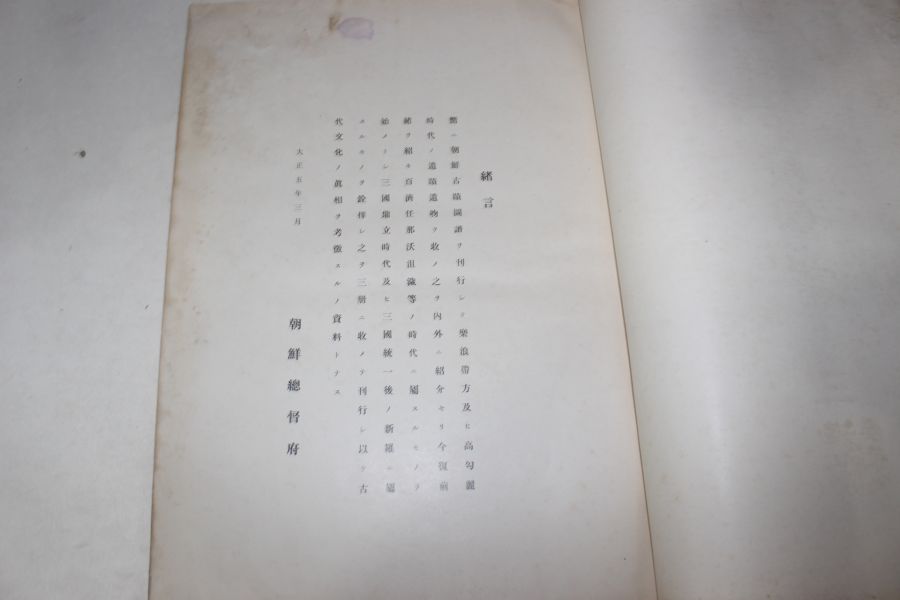 緒言
曩ニ朝鮮古蹟圖譜ヲ刊行シテ樂浪帶方及ヒ高勾麗
時代ノ遺蹟遺物ヲ收メ之ヲ內外ニ紹介セリ今復前
ヲ紹キ百濟任那沃沮濊等ノ時代ニ屬スルモノヲ
始メトシ三國鼎立時代及ヒ三國統一後ノ新羅ニ屬
スルモノヲ銓擇シ之ヲ三册ニ收メテ刊行シ以テ古
代文化ノ眞相ヲ考徵スルノ資料トナス
大正五年三月
朝鮮總督府